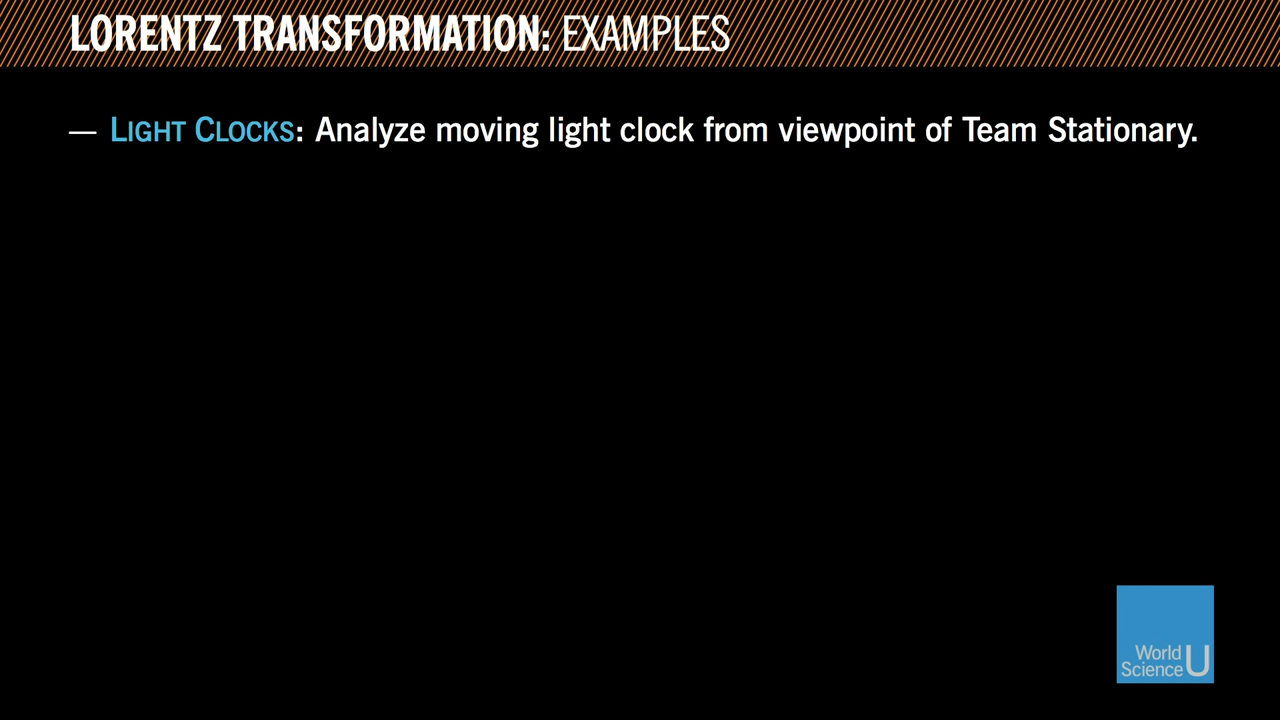 LORENTZ TRANSFORMATION: EXAMPLES
— LIGHT CLOCKS: Analyze moving light clock from viewpoint of Team Stationary.
World
Science U